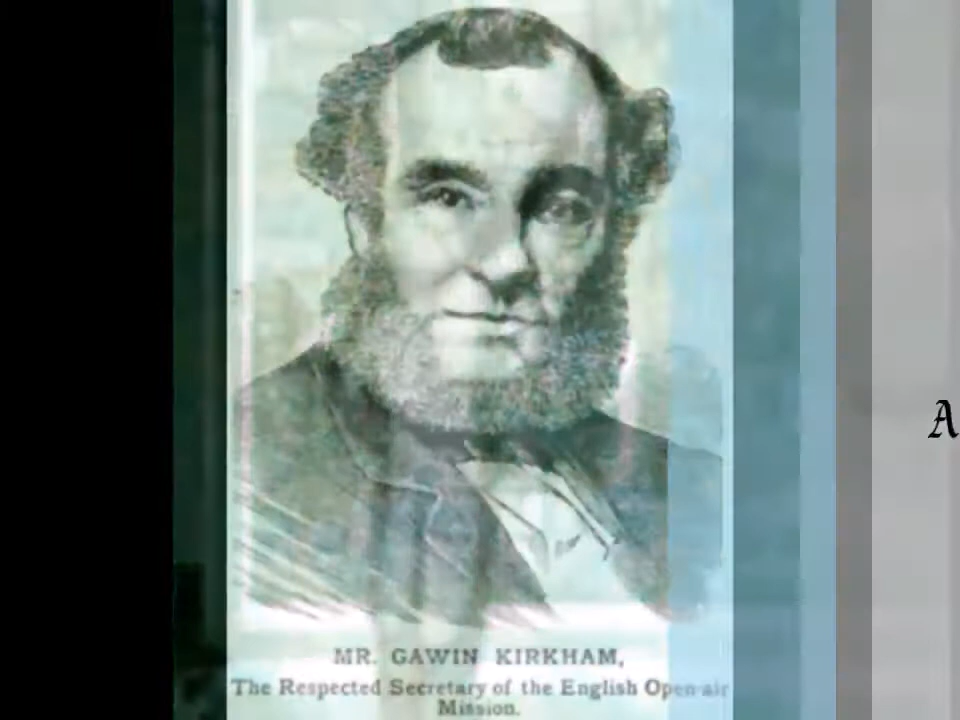 MR. GAWIN KIRKHAM,
The Respected Secretary of the English Open-air
Mission.
A